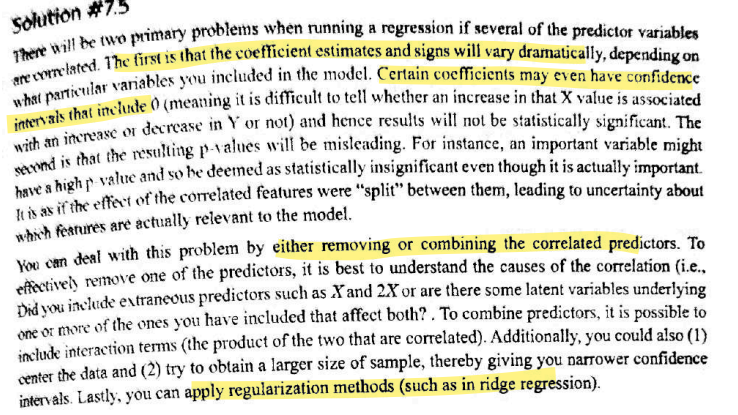 Solution #7.5
There will be two primary problems when running a regression if several of the predictor variables
are correlated. The first is that the coefficient estimates and signs will vary dramatically, depending on
what particular variables you included in the model. Certain coefficients may even have confidence
intervals that include 0 (meaning it is difficult to tell whether an increase in that X value is associated
with an increase or decrease in Y or not) and hence results will not be statistically significant. The
second is that the resulting p-values will be misleading. For instance, an important variable might
have a high p-value and so be deemed as statistically insignificant even though it is actually important.
It is as if the effect of the correlated features were “split” between them, leading to uncertainty about
which features are actually relevant to the model.
You can deal with this problem by either removing or combining the correlated predictors. To
effectively remove one of the predictors, it is best to understand the causes of the correlation (i.e.,
Did you include extraneous predictors such as X and 2X or are there some latent variables underlying
one or more of the ones you have included that affect both? . To combine predictors, it is possible to
include interaction terms (the product of the two that are correlated). Additionally, you could also (1)
center the data and (2) try to obtain a larger size of sample, thereby giving you narrower confidence
intervals. Lastly, you can apply regularization methods (such as in ridge regression).